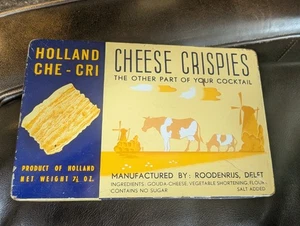 HOLLAND
CHE - CRI
PRODUCT OF HOLLAND
NET WEIGHT 7½ OZ.
CHEESE CRISPIES
THE OTHER PART OF YOUR COCKTAIL
MANUFACTURED BY: ROODENRIJS, DELFT
INGREDIENTS: GOUDA-CHEESE, VEGETABLE SHORTENING, FLOUR.
CONTAINS NO SUGAR SALT ADDED